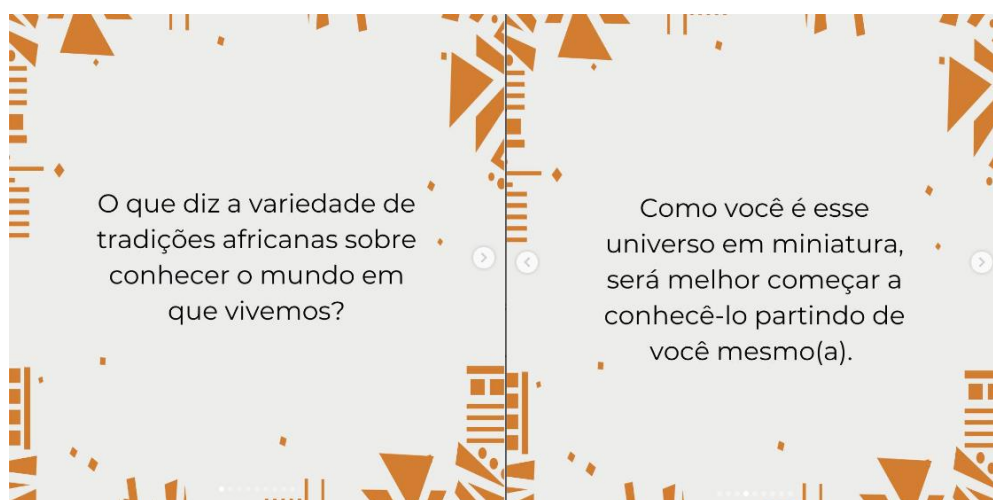 O que diz a variedade de
tradições africanas sobre
conhecer o mundo em
que vivemos?
Como você é esse
universo em miniatura,
será melhor começar a
conhecê-lo partindo de
você mesmo(a).